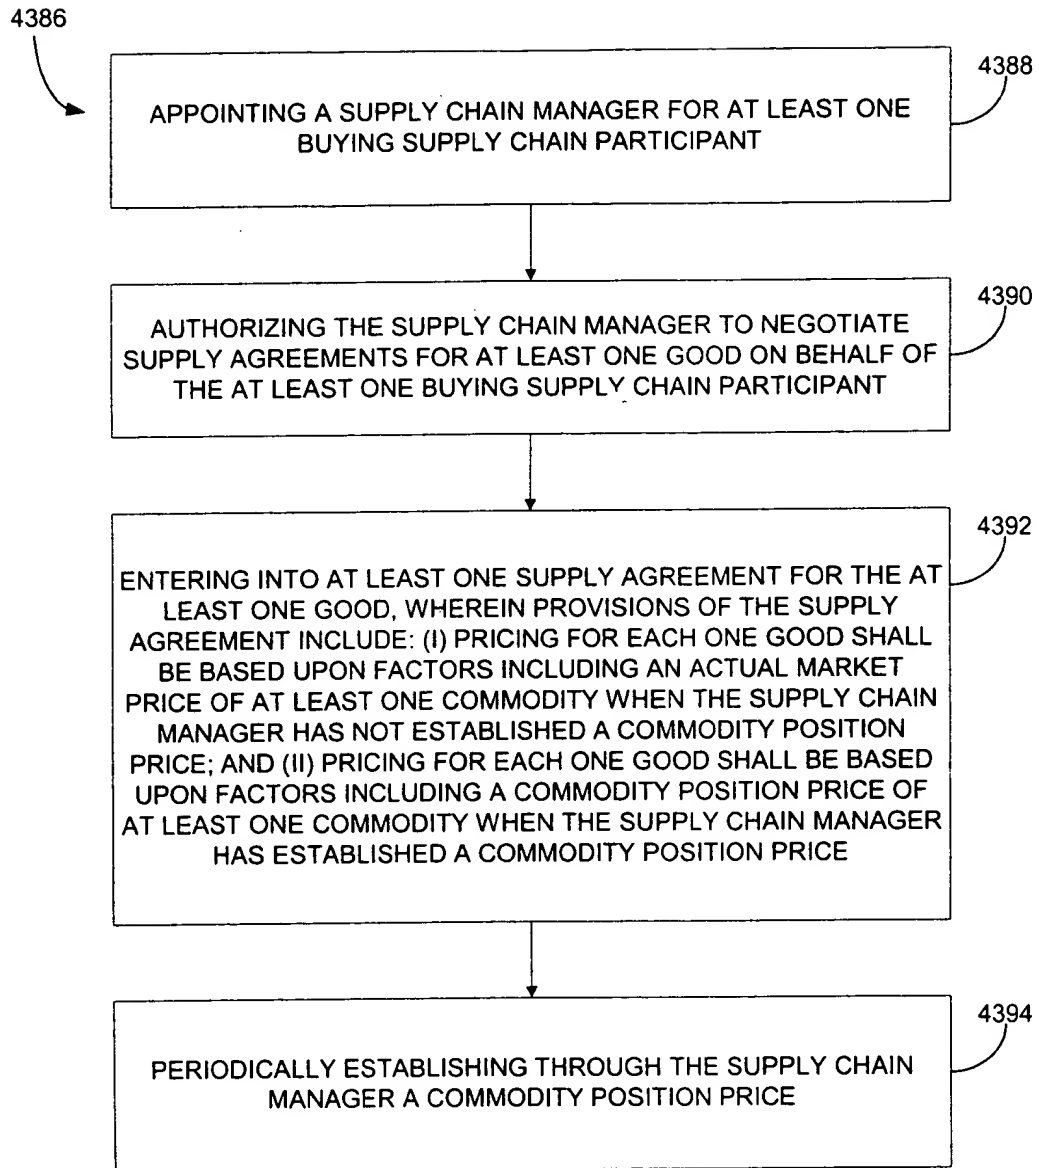 4386
4388
APPOINTING A SUPPLY CHAIN MANAGER FOR AT LEAST ONE
BUYING SUPPLY CHAIN PARTICIPANT
4390
AUTHORIZING THE SUPPLY CHAIN MANAGER TO NEGOTIATE
SUPPLY AGREEMENTS FOR AT LEAST ONE GOOD ON BEHALF OF
THE AT LEAST ONE BUYING SUPPLY CHAIN PARTICIPANT
4392
ENTERING INTO AT LEAST ONE SUPPLY AGREEMENT FOR THE AT
LEAST ONE GOOD, WHEREIN PROVISIONS OF THE SUPPLY
AGREEMENT INCLUDE: (I) PRICING FOR EACH ONE GOOD SHALL
BE BASED UPON FACTORS INCLUDING AN ACTUAL MARKET
PRICE OF AT LEAST ONE COMMODITY WHEN THE SUPPLY CHAIN
MANAGER HAS NOT ESTABLISHED A COMMODITY POSITION
PRICE; AND (II) PRICING FOR EACH ONE GOOD SHALL BE BASED
UPON FACTORS INCLUDING A COMMODITY POSITION PRICE OF
AT LEAST ONE COMMODITY WHEN THE SUPPLY CHAIN MANAGER
HAS ESTABLISHED A COMMODITY POSITION PRICE
4394
PERIODICALLY ESTABLISHING THROUGH THE SUPPLY CHAIN
MANAGER A COMMODITY POSITION PRICE